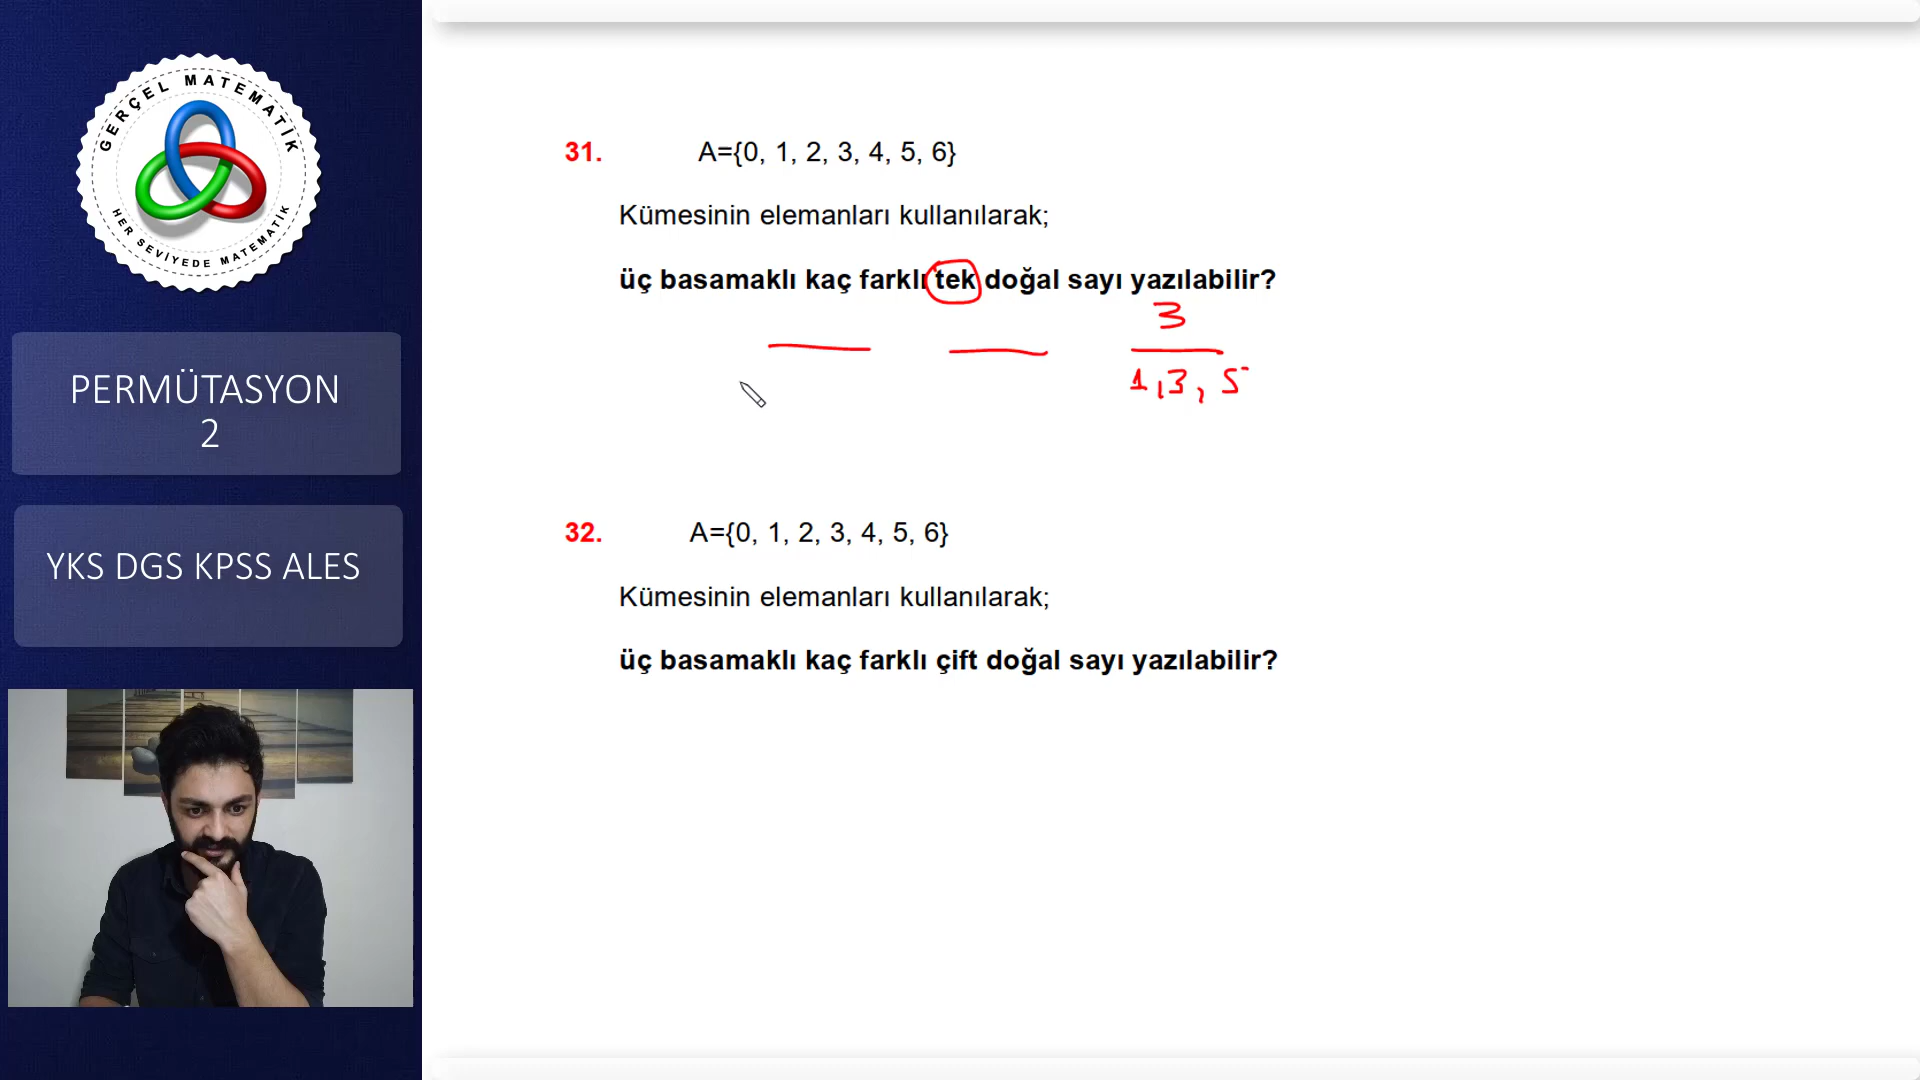 GERÇEL MATEMATİK
HER SEVİYEDE MATEMATİK
PERMÜTASYON
2
YKS DGS KPSS ALES
31. A={0, 1, 2, 3, 4, 5, 6}
Kümesinin elemanları kullanılarak;
üç basamaklı kaç farklı tek doğal sayı yazılabilir?
3
1,3, 5
32. A={0, 1, 2, 3, 4, 5, 6}
Kümesinin elemanları kullanılarak;
üç basamaklı kaç farklı çift doğal sayı yazılabilir?